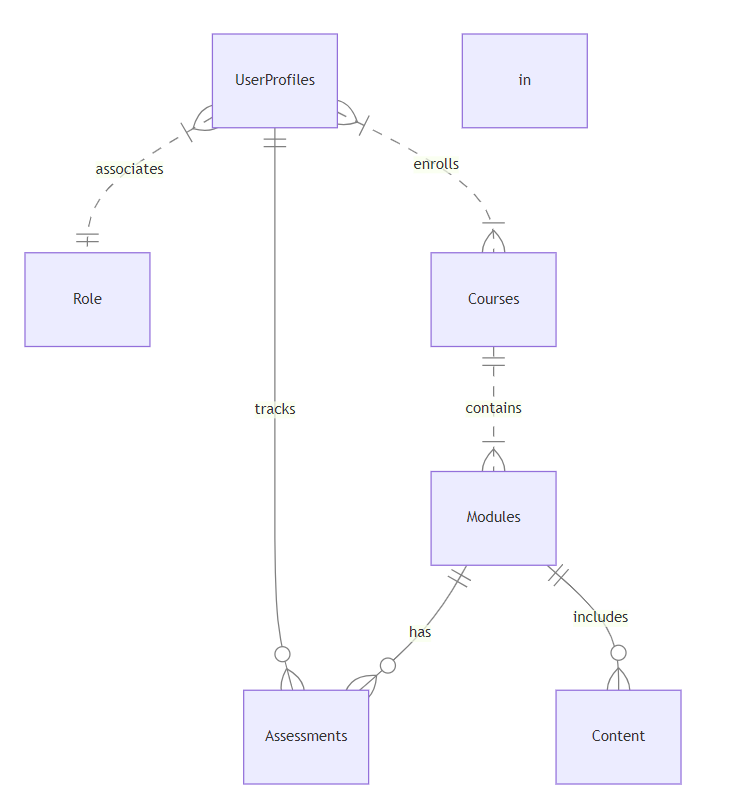 UserProfiles
in
associates
enrolls
Role
Courses
tracks
contains
Modules
has
includes
Assessments
Content